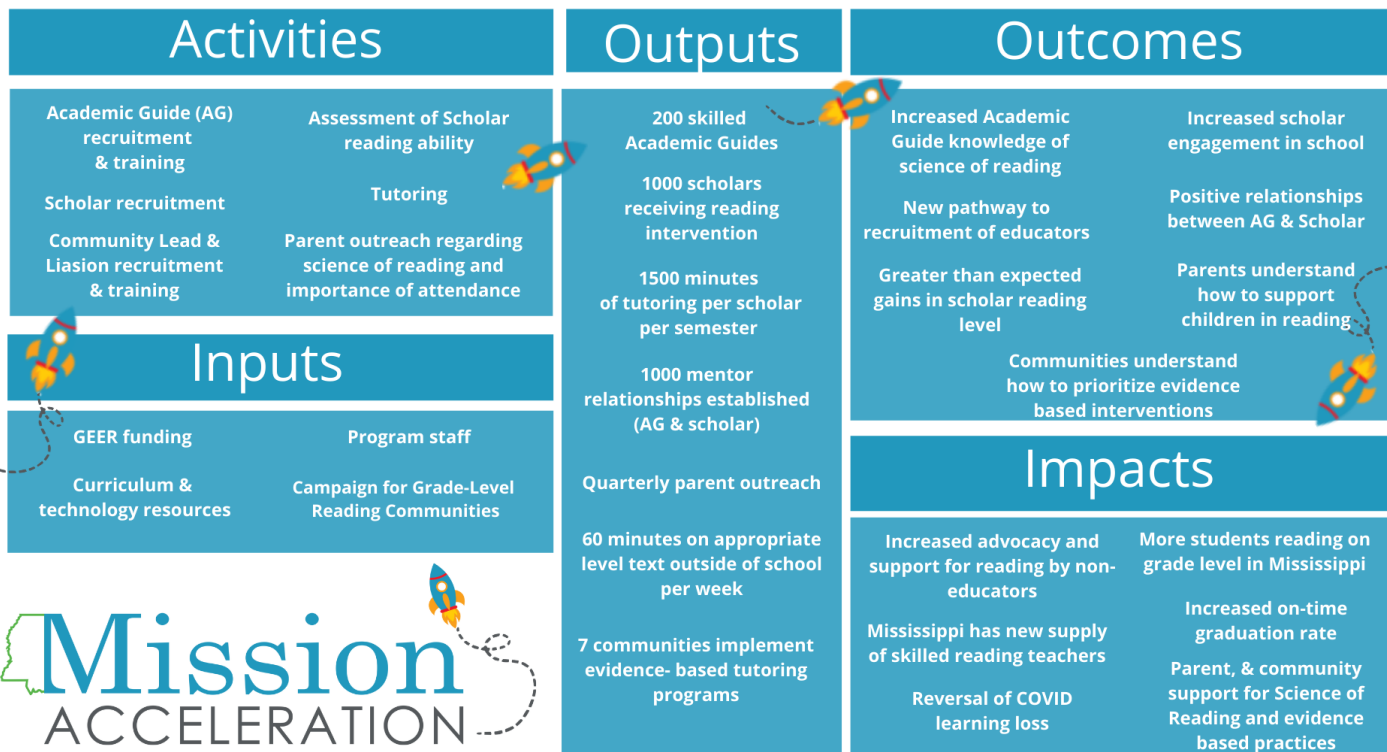 Activities
Academic Guide (AG)
recruitment
& training
Scholar recruitment
Community Lead &
Liasion recruitment
& training
Assessment of Scholar
reading ability
Tutoring
Parent outreach regarding
science of reading and
importance of attendance
Inputs
GEER funding
Curriculum &
technology resources
Program staff
Campaign for Grade-Level
Reading Communities
Mission
ACCELERATION
Outputs
200 skilled
Academic Guides
1000 scholars
receiving reading
intervention
1500 minutes
of tutoring per scholar
per semester
1000 mentor
relationships established
(AG & scholar)
Quarterly parent outreach
60 minutes on appropriate
level text outside of school
per week
7 communities implement
evidence- based tutoring
programs
Outcomes
Increased Academic
Guide knowledge of
science of reading
New pathway to
recruitment of educators
Greater than expected
gains in scholar reading
level
Increased scholar
engagement in school
Positive relationships
between AG & Scholar
Parents understand
how to support
children in reading
Communities understand
how to prioritize evidence
based interventions
Impacts
Increased advocacy and
support for reading by non-
educators
Mississippi has new supply
of skilled reading teachers
Reversal of COVID
learning loss
More students reading on
grade level in Mississippi
Increased on-time
graduation rate
Parent, & community
support for Science of
Reading and evidence
based practices